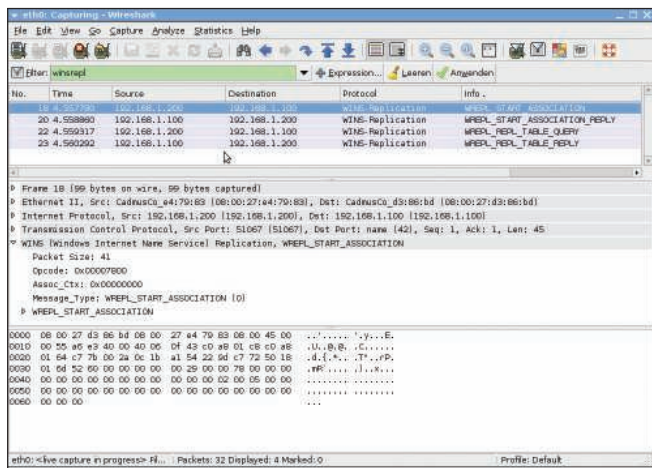 eth0: Capturing - Wireshark
File Edit View Go Capture Analyze Statistics Help
Filter: winsrepl Expression... Leeren Anwenden
No. Time Source Destination Protocol Info .
18 4.557790 192.168.1.200 192.168.1.100 WINS-Replication WREPL_START_ASSOCIATION
20 4.558860 192.168.1.100 192.168.1.200 WINS-Replication WREPL_START_ASSOCIATION_REPLY
22 4.559317 192.168.1.200 192.168.1.100 WINS-Replication WREPL_REPL_TABLE_QUERY
23 4.560292 192.168.1.100 192.168.1.200 WINS-Replication WREPL_REPL_TABLE_REPLY
Frame 18 (99 bytes on wire, 99 bytes captured)
Ethernet II, Src: CadmusCo_e4:79:83 (08:00:27:e4:79:83), Dst: CadmusCo_d3:86:bd (08:00:27:d3:86:bd)
Internet Protocol, Src: 192.168.1.200 (192.168.1.200), Dst: 192.168.1.100 (192.168.1.100)
Transmission Control Protocol, Src Port: 51067 (51067), Dst Port: name (42), Seq: 1, Ack: 1, Len: 45
WINS (Windows Internet Name Service) Replication, WREPL_START_ASSOCIATION
Packet Size: 41
Opcode: 0x00007800
Assoc_Ctx: 0x00000000
Message_Type: WREPL_START_ASSOCIATION (0)
WREPL_START_ASSOCIATION
0000 08 00 27 d3 86 bd 08 00 27 e4 79 83 08 00 45 00 ..'..... '.y...E.
0010 00 55 a6 e3 40 00 40 06 0f 43 c0 a8 01 c8 c0 a8 .U..@.@. .C......
0020 01 64 c7 7b 00 2a 0c 1b a1 54 22 9d c7 72 50 18 .d.{.*.. .T"..rP.
0030 01 6d 52 60 00 00 00 00 00 29 00 00 78 00 00 00 .mR`.... .)..x...
0040 00 00 00 00 00 00 00 00 00 02 00 05 00 00 00 00 ........ ........
0050 00 00 00 00 00 00 00 00 00 00 00 00 00 00 00 00 ........ ........
0060 00 00 00 ...
eth0: <live capture in progress> Fi... Packets: 32 Displayed: 4 Marked: 0 Profile: Default